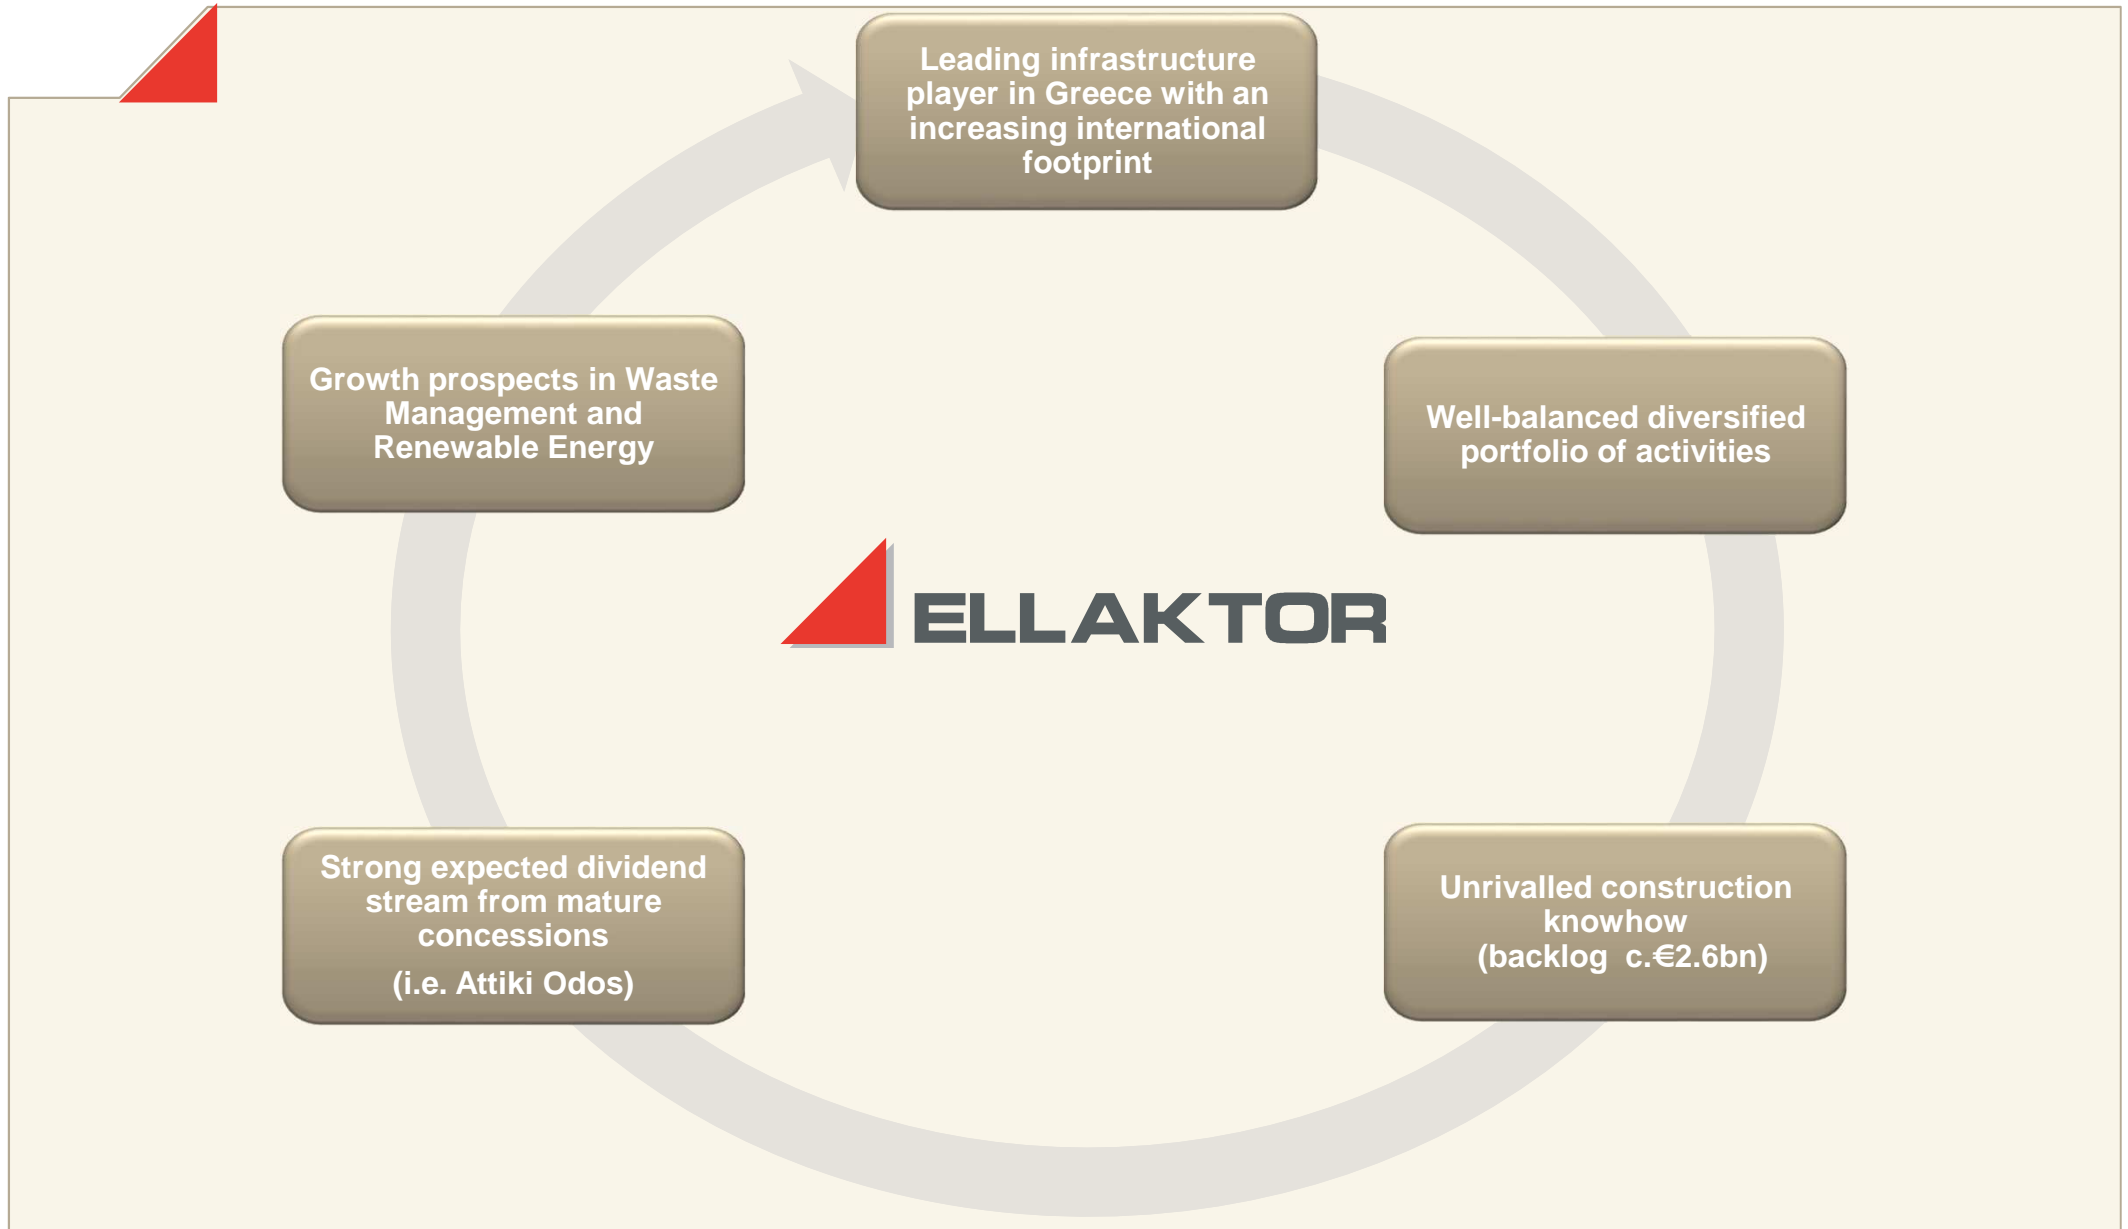 Leading infrastructure
player in Greece with an
increasing international
footprint
Well-balanced diversified
portfolio of activities
Unrivalled construction
knowhow
(backlog c.€2.6bn)
Strong expected dividend
stream from mature
concessions
(i.e. Attiki Odos)
Growth prospects in Waste
Management and
Renewable Energy
ELLAKTOR